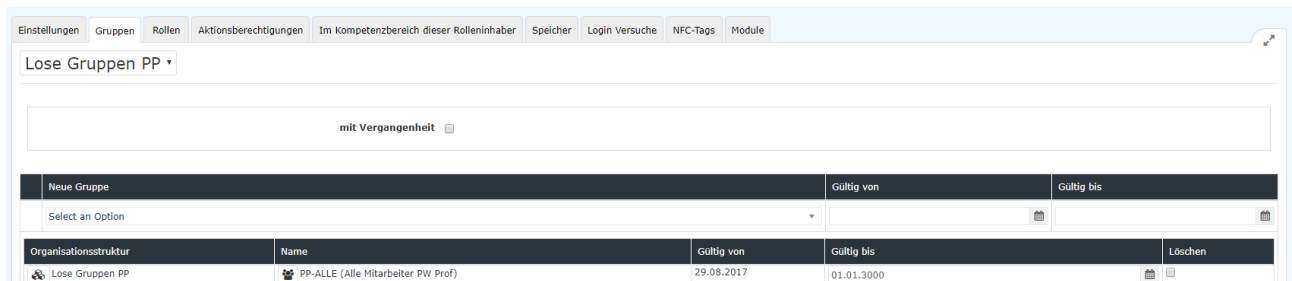 Einstellungen Gruppen Rollen Aktionsberechtigungen Im Kompetenzbereich dieser Rolleninhaber Speicher Login Versuche NFC-Tags Module
Lose Gruppen PP
mit Vergangenheit
Neue Gruppe Gültig von Gültig bis
Select an Option
Organisationsstruktur Name Gültig von Gültig bis Löschen
Lose Gruppen PP PP-ALLE (Alle Mitarbeiter PW Prof) 29.08.2017 01.01.3000